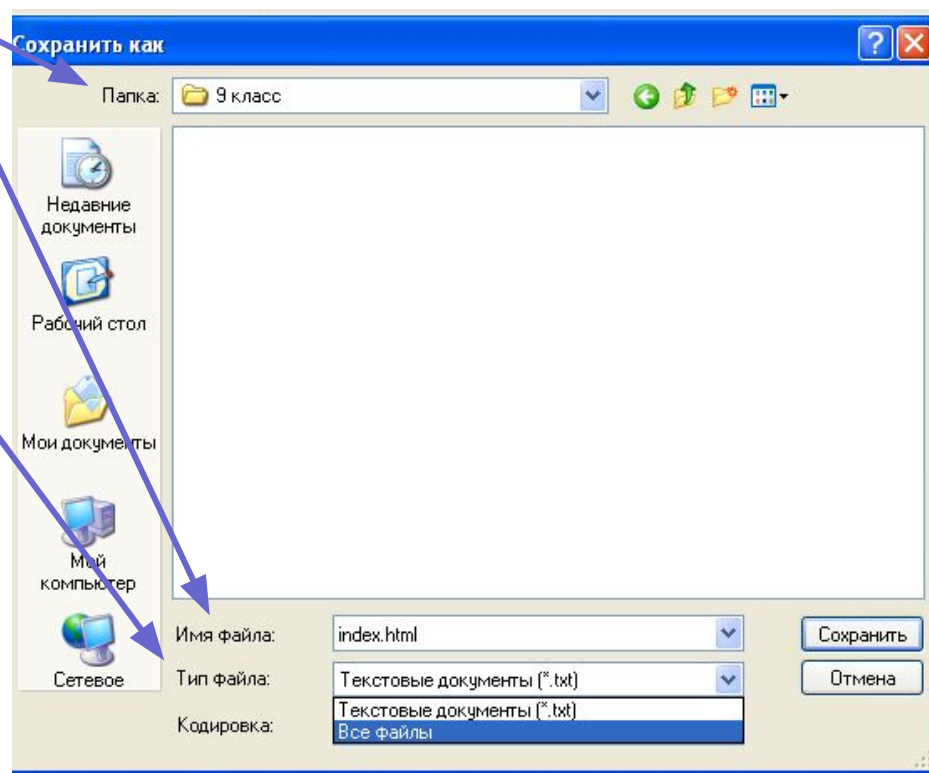 Сохранить как
Папка: 9 класс
Недавние
документы
Рабочий стол
Мои документы
Мой
компьютер
Сетевое
Имя файла: index.html Сохранить
Тип файла: Текстовые документы (*.txt) Отмена
Текстовые документы (*.txt)
Кодировка: Все файлы